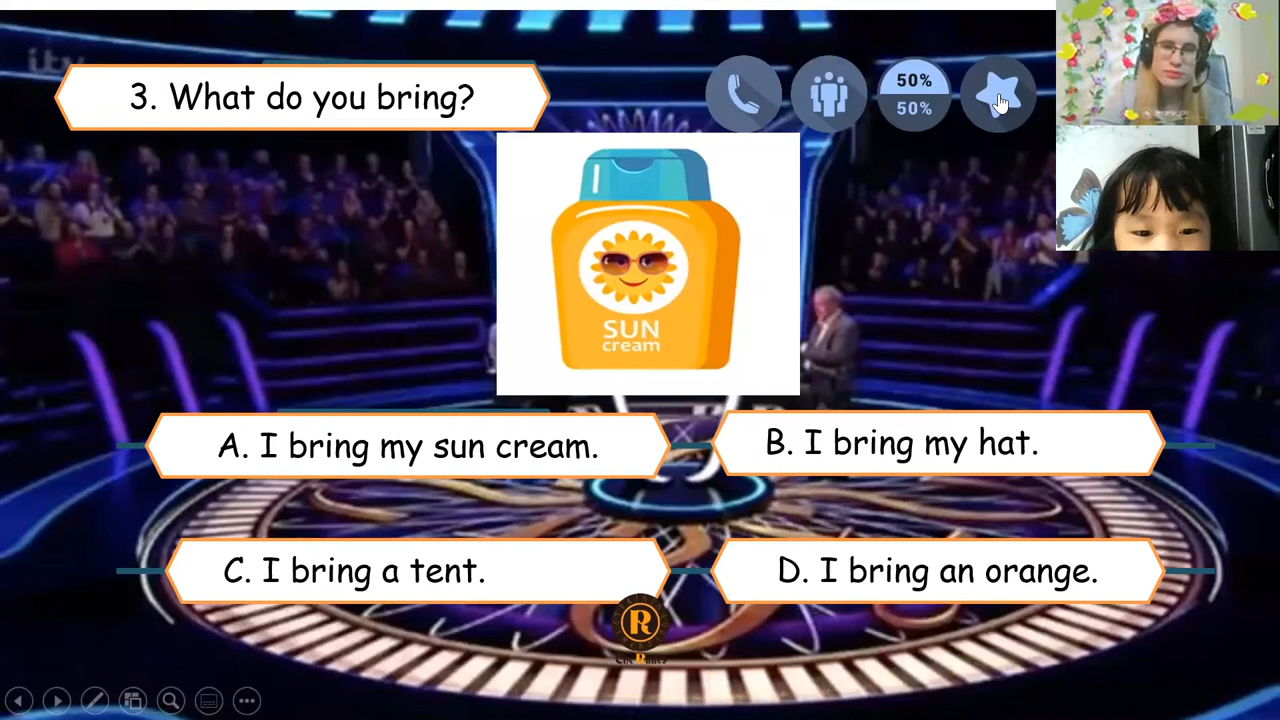 itv
3. What do you bring?
50%
50%
SUN
cream
A. I bring my sun cream.
B. I bring my hat.
C. I bring a tent.
D. I bring an orange.
R